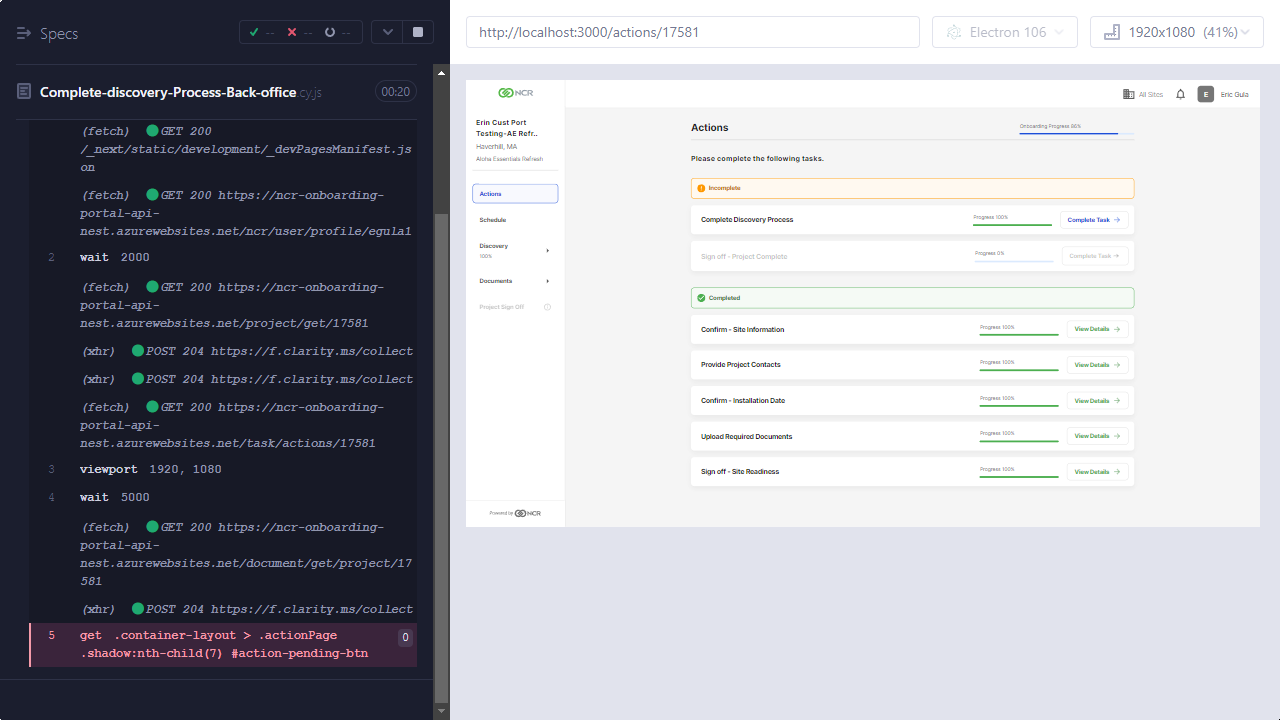 Specs
--
--
--
http://localhost:3000/actions/17581
Electron 106
1920x1080 (41%)
Complete-discovery-Process-Back-office.cy.js
00:20
(fetch) GET 200
/_next/static/development/_devPagesManifest.js
on
(fetch) GET 200 https://ncr-onboarding-
portal-api-
nest.azurewebsites.net/ncr/user/profile/egula1
2 wait 2000
(fetch) GET 200 https://ncr-onboarding-
portal-api-
nest.azurewebsites.net/project/get/17581
(xhr) POST 204 https://f.clarity.ms/collect
(xhr) POST 204 https://f.clarity.ms/collect
(fetch) GET 200 https://ncr-onboarding-
portal-api-
nest.azurewebsites.net/task/actions/17581
3 viewport 1920, 1080
4 wait 5000
(fetch) GET 200 https://ncr-onboarding-
portal-api-
nest.azurewebsites.net/document/get/project/17
581
(xhr) POST 204 https://f.clarity.ms/collect
5 get .container-layout > .actionPage
.shadow:nth-child(7) #action-pending-btn
0
NCR
All Sites
E
Eric Gula
Erin Cust Port
Testing-AE Refr..
Haverhill, MA
Aloha Essentials Refresh
Actions
Schedule
Discovery
100%
Documents
Project Sign Off
Powered by NCR
Actions
Onboarding Progress 86%
Please complete the following tasks.
Incomplete
Complete Discovery Process
Progress 100%
Complete Task
Sign off - Project Complete
Progress 0%
Complete Task
Completed
Confirm - Site Information
Progress 100%
View Details
Provide Project Contacts
Progress 100%
View Details
Confirm - Installation Date
Progress 100%
View Details
Upload Required Documents
Progress 100%
View Details
Sign off - Site Readiness
Progress 100%
View Details